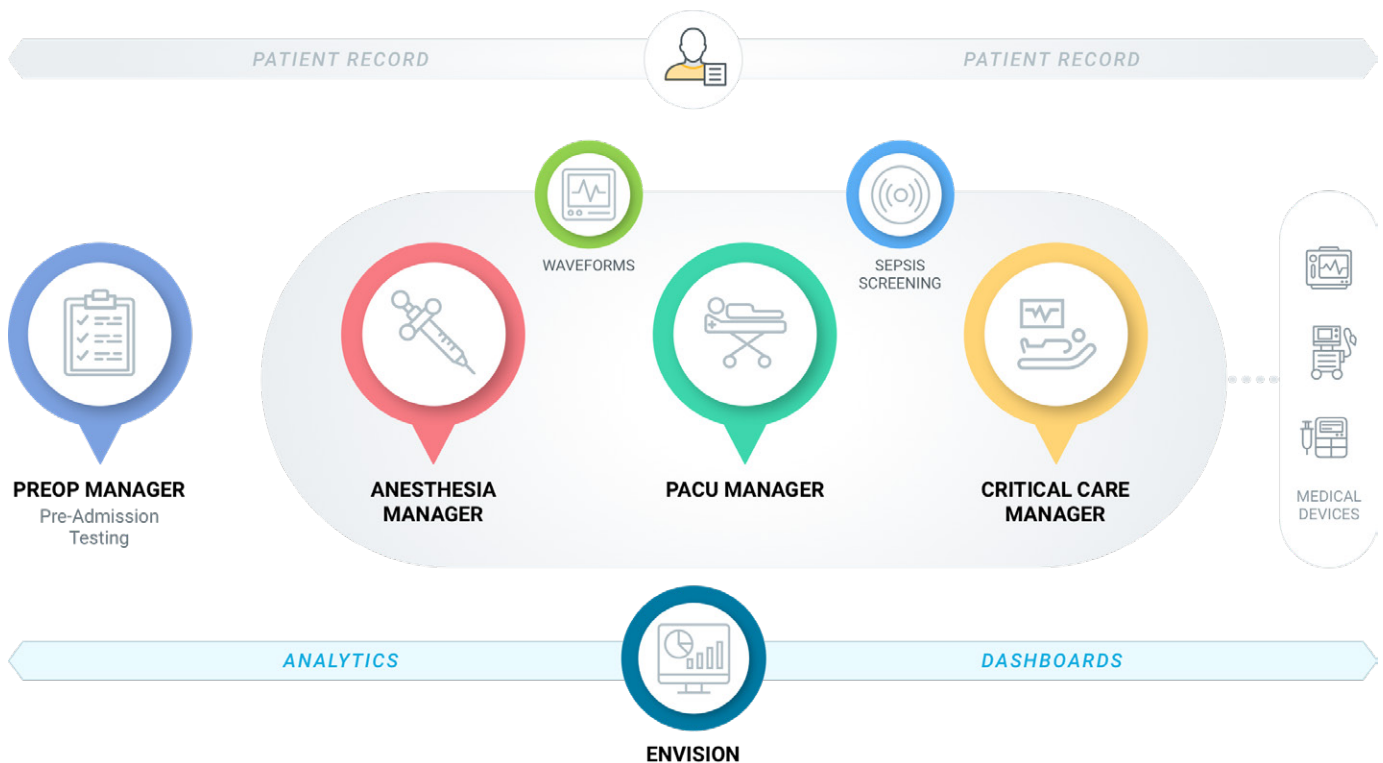 PATIENT RECORD
PATIENT RECORD
WAVEFORMS
SEPSIS
SCREENING
PREOP MANAGER
Pre-Admission
Testing
ANESTHESIA
MANAGER
PACU MANAGER
CRITICAL CARE
MANAGER
MEDICAL
DEVICES
ANALYTICS
DASHBOARDS
ENVISION